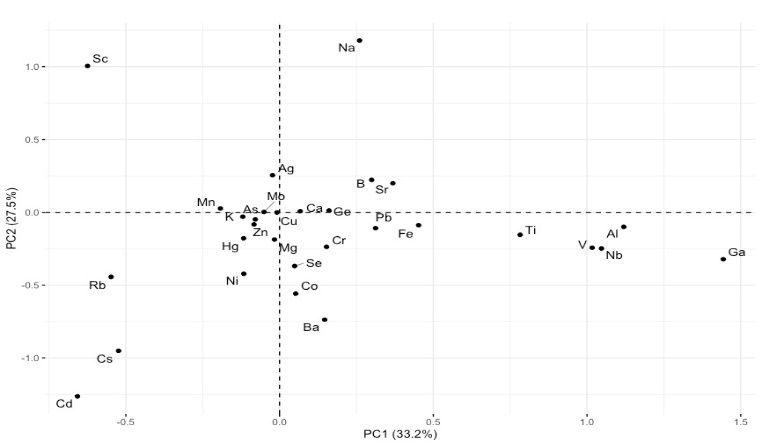 Na
Sc
1.0
0.5
Ag
B
Sr
Mn
As
Mo
K
Ca
Ge
0.0
Cu
Pb
Zn
Fe
Ti
Al
Hg
Mg
Cr
V
Nb
Ga
Ni
Se
Rb
Co
-0.5
Ba
Cs
-1.0
Cd
PC2 (27.5%)
-0.5 0.0 0.5 1.0 1.5
PC1 (33.2%)